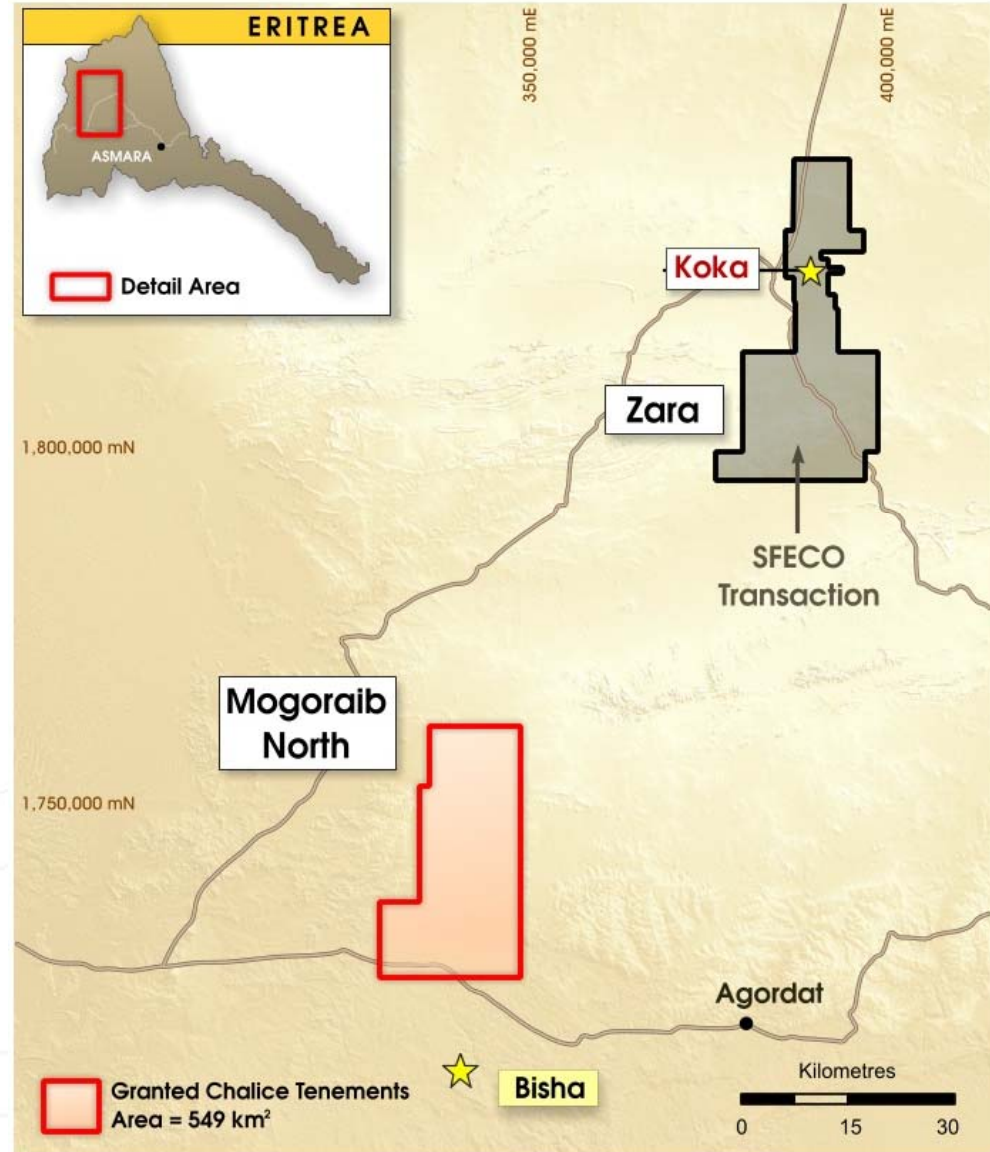 ERITREA
ASMARA
Detail Area
350,000 mE
400,000 mE
Koka
Zara
1,800,000 mN
SFECO
Transaction
Mogoraib
North
1,750,000 mN
Agordat
Bisha
Granted Chalice Tenements
Area = 549 km²
Kilometres
0 15 30